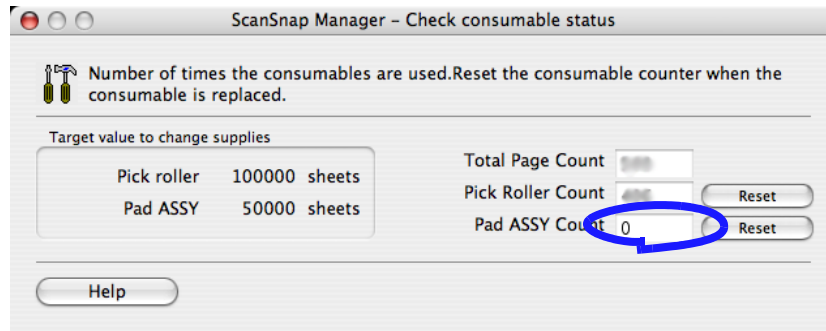 ScanSnap Manager – Check consumable status
Number of times the consumables are used.Reset the consumable counter when the
consumable is replaced.
Target value to change supplies
Pick roller 100000 sheets
Pad ASSY 50000 sheets
Total Page Count
Pick Roller Count Reset
Pad ASSY Count 0 Reset
Help